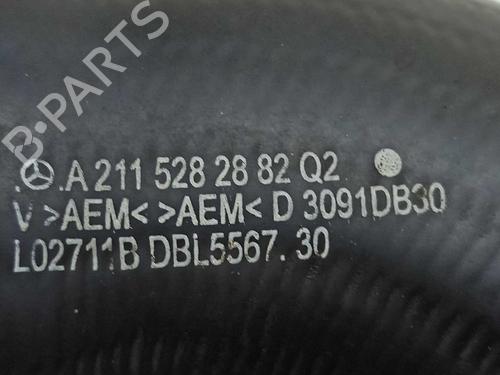 B-PARTS
A 211 528 28 82 Q2
V >AEM< >AEM< D 3091DB30
L02711B DBL5567.30